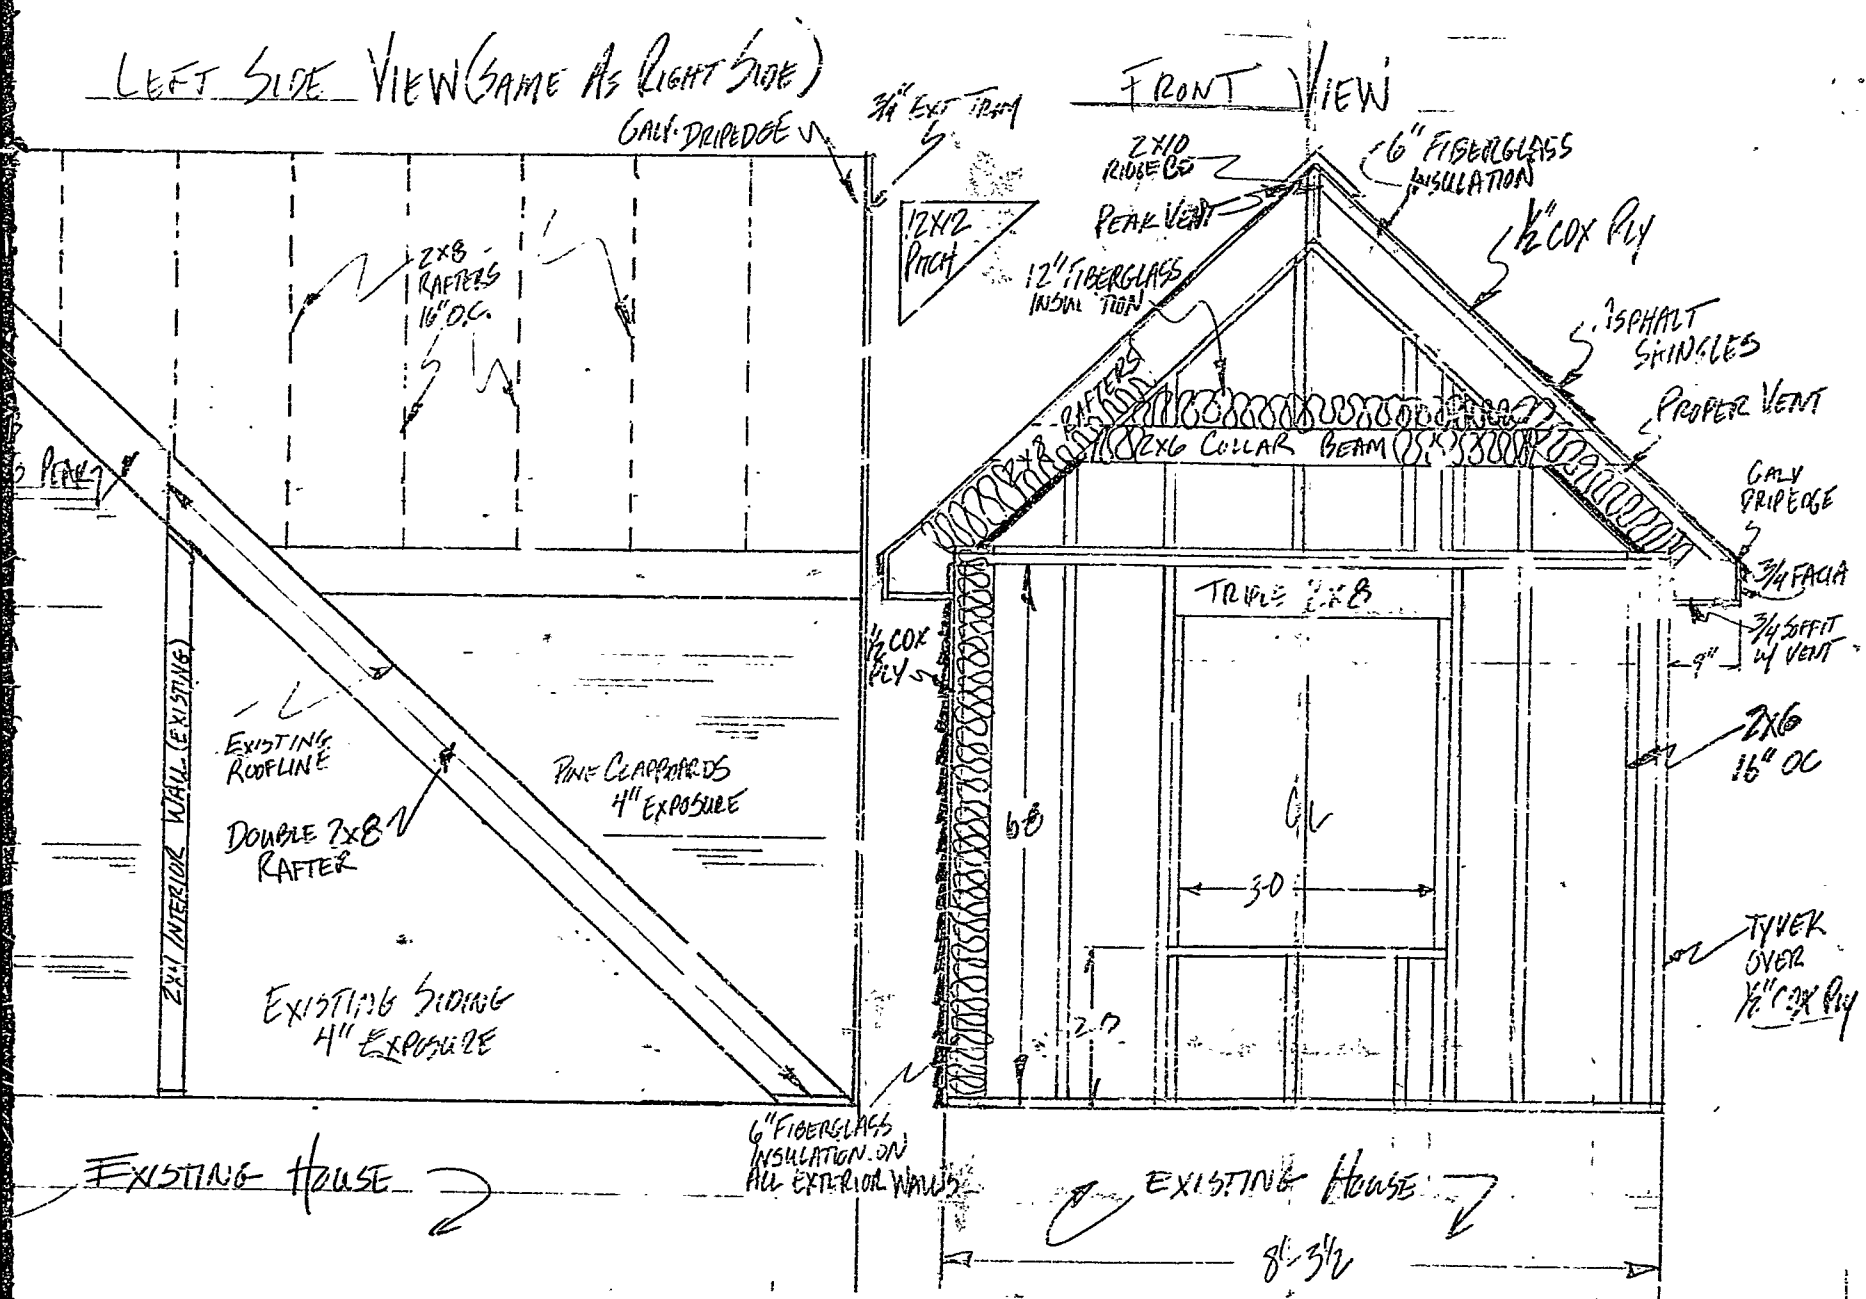 LEFT SIDE VIEW (SAME AS RIGHT SIDE)
GALV. DRIPEDGE
3/4" EXT TRIM
2X8
RAFTERS
16" O.C.
12X12
PITCH
PEAK
2X4 INTERIOR WALL (EXISTING)
EXISTING
ROOFLINE
DOUBLE 2X8
RAFTER
PINE CLAPBOARDS
4" EXPOSURE
EXISTING SIDING
4" EXPOSURE
EXISTING HOUSE
6" FIBERGLASS
INSULATION ON
ALL EXTERIOR WALLS
FRONT VIEW
2X10
RIDGE BD
PEAK VENT
6" FIBERGLASS
INSULATION
1/2" CDX PLY
12" FIBERGLASS
INSUL TION
ASPHALT
SHINGLES
PROPER VENT
2X8 RAFTERS
2X6 COLLAR BEAM
GALV
DRIPEDGE
3/4 FACIA
3/4 SOFFIT
W/ VENT
9"
TRIPLE 2X8
1/2 CDX
PLY
2X6
16" OC
6-8
CL
3-0
2-0
TYVEK
OVER
1/2" CDX PLY
EXISTING HOUSE
8'-3 1/2